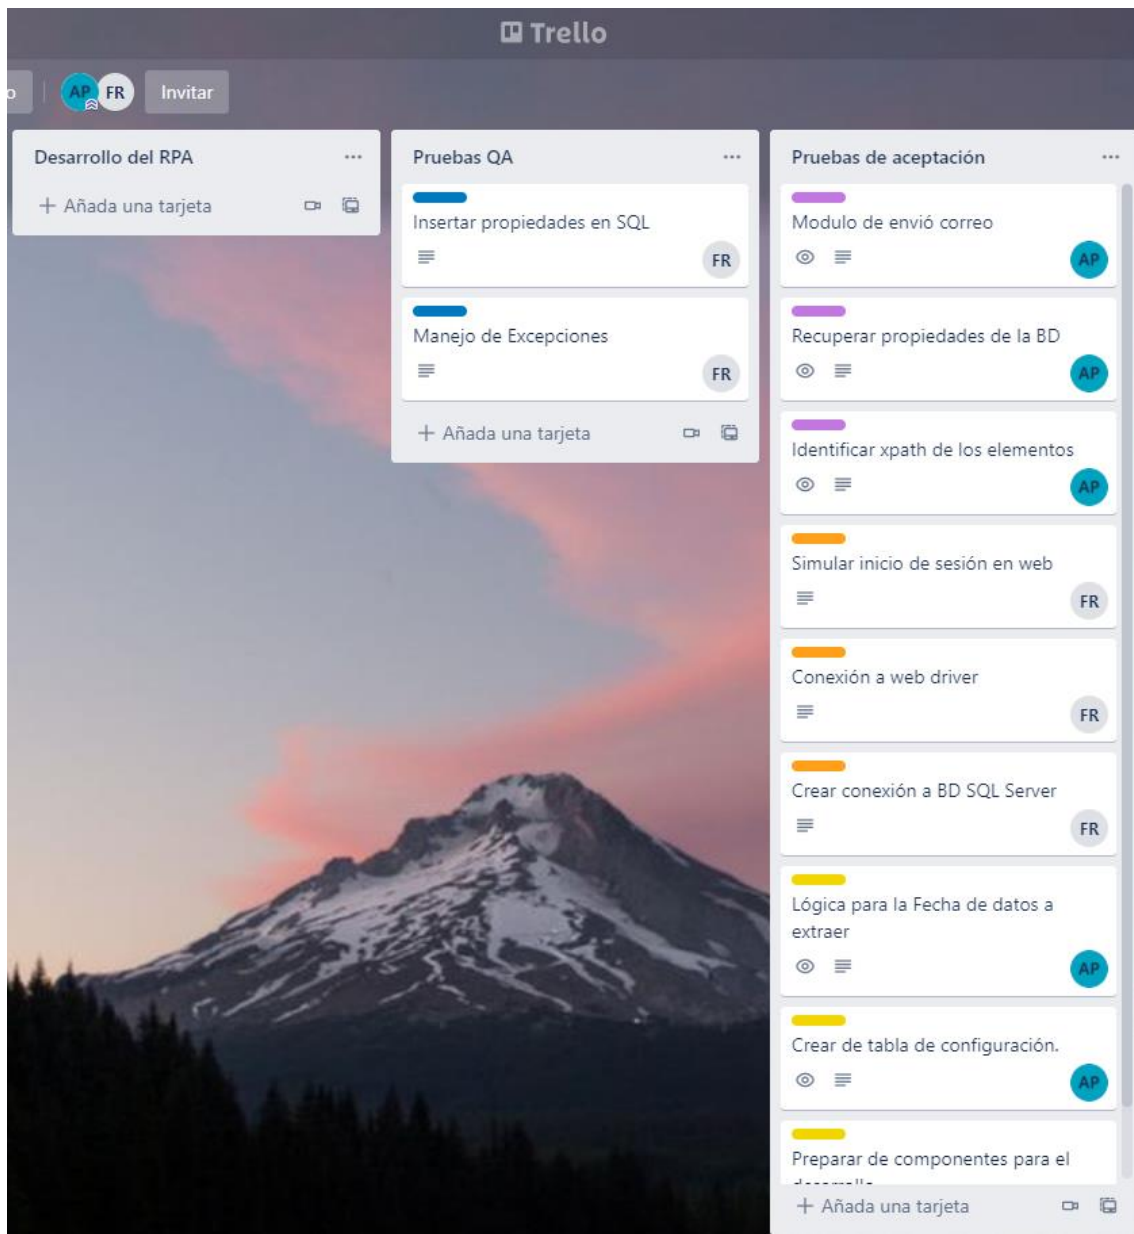 Trello
o
AP
FR
Invitar
Desarrollo del RPA
Añada una tarjeta
Pruebas QA
Insertar propiedades en SQL
FR
Manejo de Excepciones
FR
Añada una tarjeta
Pruebas de aceptación
Modulo de envió correo
AP
Recuperar propiedades de la BD
AP
Identificar xpath de los elementos
AP
Simular inicio de sesión en web
FR
Conexión a web driver
FR
Crear conexión a BD SQL Server
FR
Lógica para la Fecha de datos a
extraer
AP
Crear de tabla de configuración.
AP
Preparar de componentes para el
Añada una tarjeta